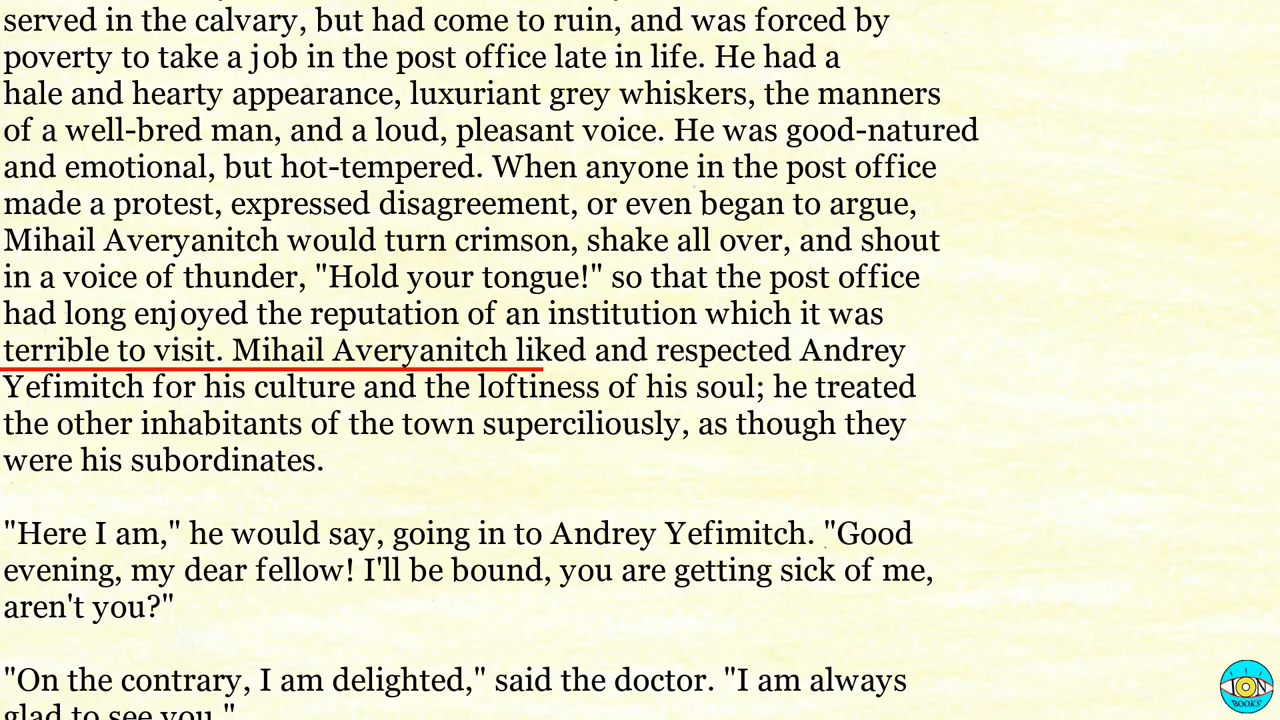 served in the calvary, but had come to ruin, and was forced by
poverty to take a job in the post office late in life. He had a
hale and hearty appearance, luxuriant grey whiskers, the manners
of a well-bred man, and a loud, pleasant voice. He was good-natured
and emotional, but hot-tempered. When anyone in the post office
made a protest, expressed disagreement, or even began to argue,
Mihail Averyanitch would turn crimson, shake all over, and shout
in a voice of thunder, "Hold your tongue!" so that the post office
had long enjoyed the reputation of an institution which it was
terrible to visit. Mihail Averyanitch liked and respected Andrey
Yefimitch for his culture and the loftiness of his soul; he treated
the other inhabitants of the town superciliously, as though they
were his subordinates.
"Here I am," he would say, going in to Andrey Yefimitch. "Good
evening, my dear fellow! I'll be bound, you are getting sick of me,
aren't you?"
"On the contrary, I am delighted," said the doctor. "I am always
glad to see you."
ION
BOOKS